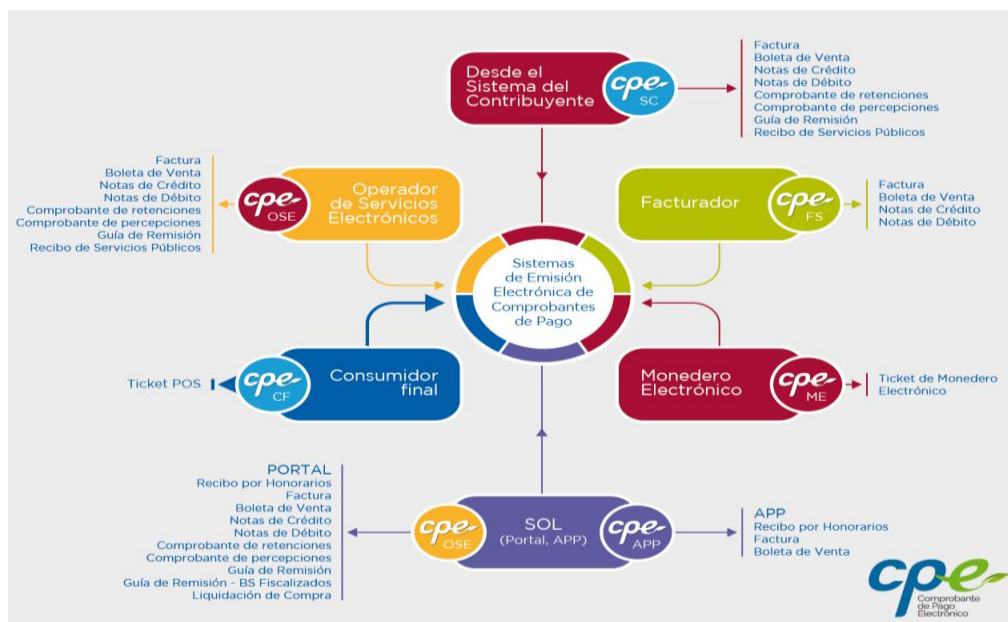 Desde el
Sistema del
Contribuyente
cpe-
SC
Factura
Boleta de Venta
Notas de Crédito
Notas de Débito
Comprobante de retenciones
Comprobante de percepciones
Guía de Remisión
Recibo de Servicios Públicos
Factura
Boleta de Venta
Notas de Crédito
Notas de Débito
Comprobante de retenciones
Comprobante de percepciones
Guía de Remisión
Recibo de Servicios Públicos
cpe-
OSE
Operador
de Servicios
Electrónicos
Facturador
cpe-
FS
Factura
Boleta de Venta
Notas de Crédito
Notas de Débito
Sistemas
de Emisión
Electrónica de
Comprobantes
de Pago
Ticket POS
cpe-
CF
Consumidor
final
Monedero
Electrónico
cpe-
ME
Ticket de Monedero
Electrónico
PORTAL
Recibo por Honorarios
Factura
Boleta de Venta
Notas de Crédito
Notas de Débito
Comprobante de retenciones
Comprobante de percepciones
Guía de Remisión
Guía de Remisión - BS Fiscalizados
Liquidación de Compra
cpe-
OSE
SOL
(Portal, APP)
cpe-
APP
APP
Recibo por Honorarios
Factura
Boleta de Venta
cpe
Comprobante
de Pago
Electrónico